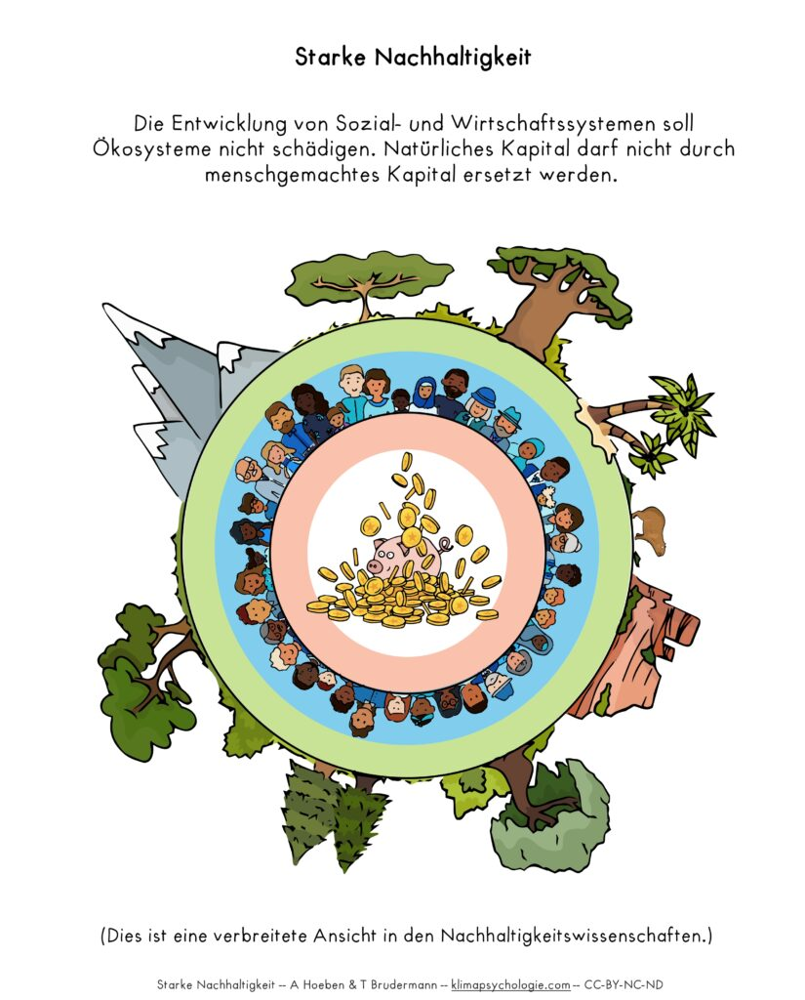 Starke Nachhaltigkeit
Die Entwicklung von Sozial- und Wirtschaftssystemen soll
Ökosysteme nicht schädigen. Natürliches Kapital darf nicht durch
menschgemachtes Kapital ersetzt werden.
(Dies ist eine verbreitete Ansicht in den Nachhaltigkeitswissenschaften.)
Starke Nachhaltigkeit -- A Hoeben & T Brudermann -- klimapsychologie.com -- CC-BY-NC-ND